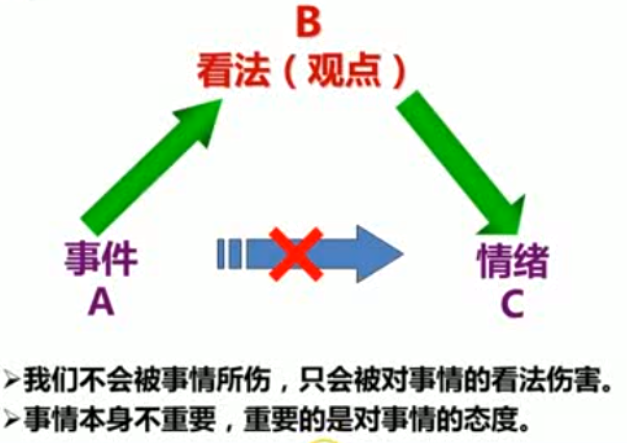 B
看法（观点）
事件
A
情绪
C
➢我们不会被事情所伤，只会被对事情的看法伤害。
➢事情本身不重要，重要的是对事情的态度。